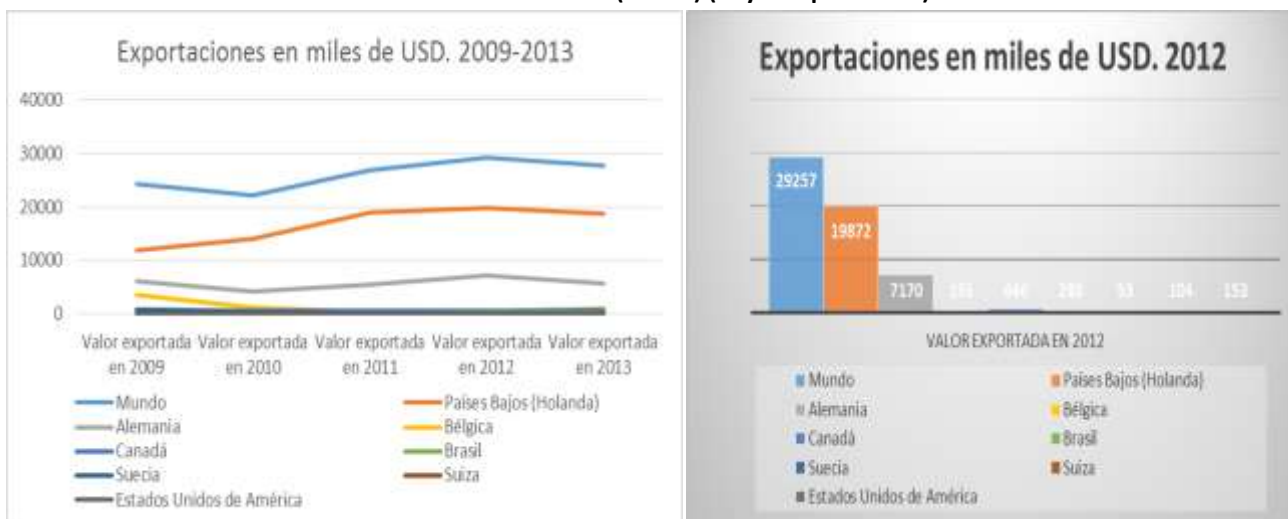 Exportaciones en miles de USD. 2009-2013
40000
30000
20000
10000
0
Valor exportada Valor exportada Valor exportada Valor exportada Valor exportada
en 2009 en 2010 en 2011 en 2012 en 2013
Mundo Países Bajos (Holanda)
Alemania Bélgica
Canadá Brasil
Suecia Suiza
Estados Unidos de América
Exportaciones en miles de USD. 2012
29257
19872
7170 53 104 153
VALOR EXPORTADA EN 2012
Mundo Países Bajos (Holanda)
Alemania Bélgica
Canadá Brasil
Suecia Suiza
Estados Unidos de América